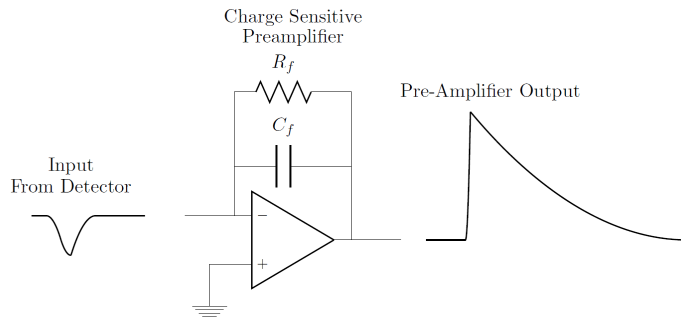 Charge Sensitive
Preamplifier
R_f
Pre-Amplifier Output
C_f
Input
From Detector
−
+